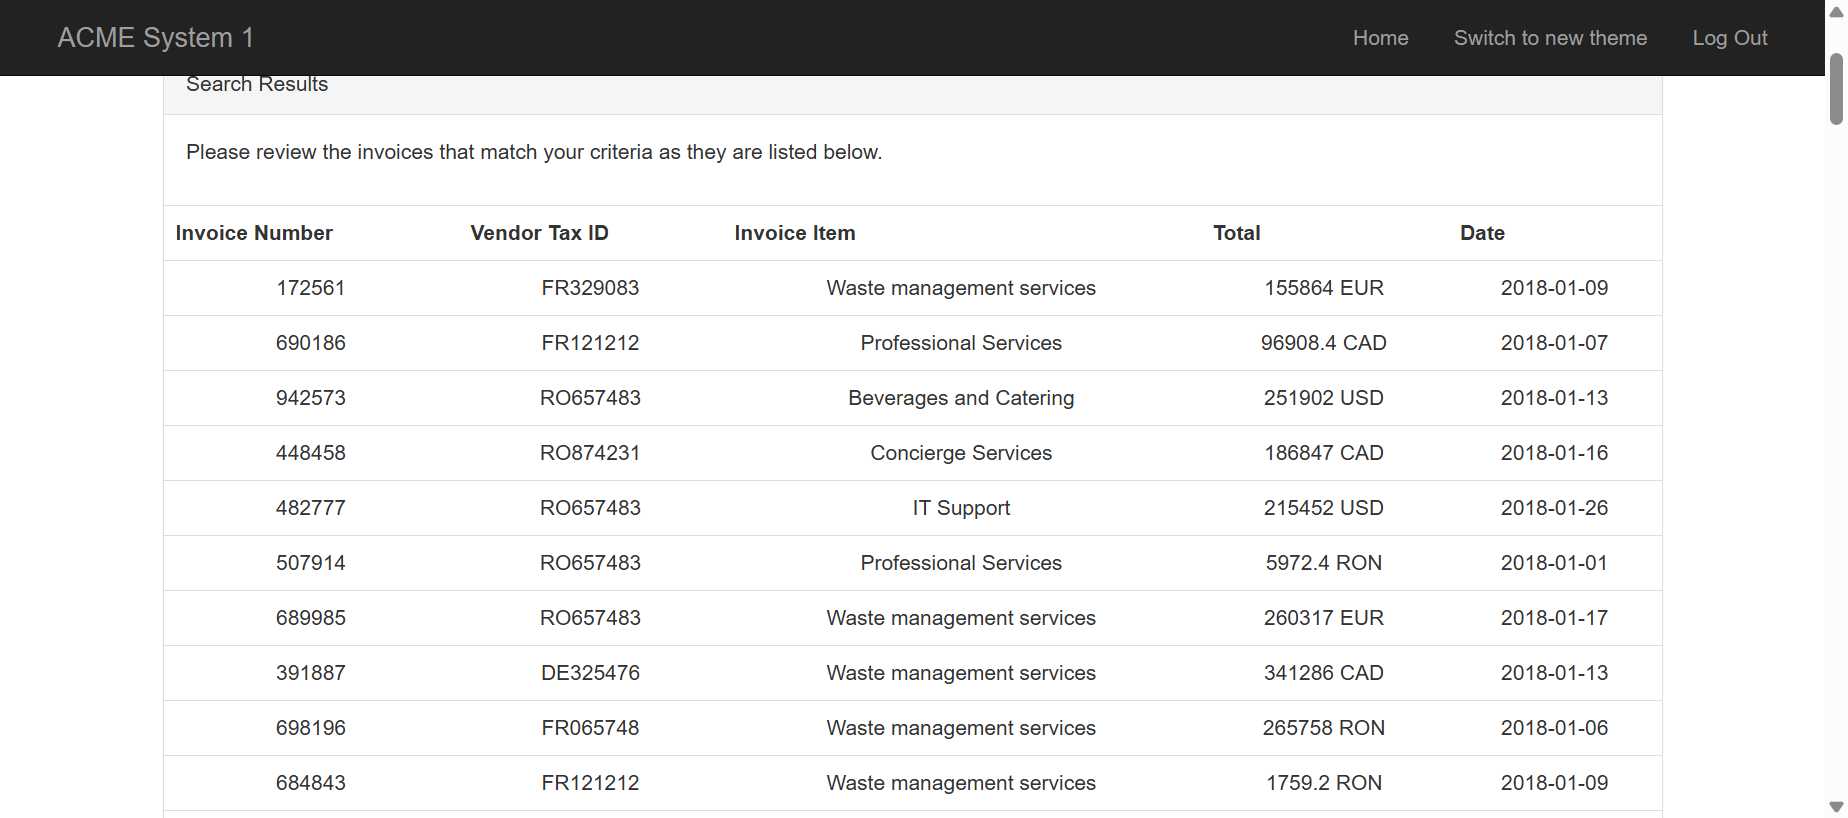 ACME System 1 Home Switch to new theme Log Out
Search Results
Please review the invoices that match your criteria as they are listed below.
Invoice Number Vendor Tax ID Invoice Item Total Date
172561 FR329083 Waste management services 155864 EUR 2018-01-09
690186 FR121212 Professional Services 96908.4 CAD 2018-01-07
942573 RO657483 Beverages and Catering 251902 USD 2018-01-13
448458 RO874231 Concierge Services 186847 CAD 2018-01-16
482777 RO657483 IT Support 215452 USD 2018-01-26
507914 RO657483 Professional Services 5972.4 RON 2018-01-01
689985 RO657483 Waste management services 260317 EUR 2018-01-17
391887 DE325476 Waste management services 341286 CAD 2018-01-13
698196 FR065748 Waste management services 265758 RON 2018-01-06
684843 FR121212 Waste management services 1759.2 RON 2018-01-09